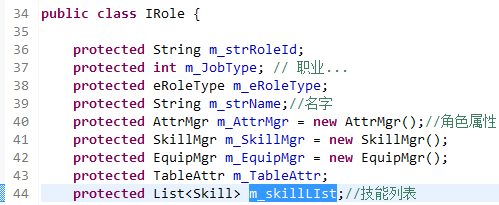 34 public class IRole {
35
36 protected String m_strRoleId;
37 protected int m_JobType; // 职业...
38 protected eRoleType m_eRoleType;
39 protected String m_strName;//名字
40 protected AttrMgr m_AttrMgr = new AttrMgr();//角色属性
41 protected SkillMgr m_SkillMgr = new SkillMgr();
42 protected EquipMgr m_EquipMgr = new EquipMgr();
43 protected TableAttr m_TableAttr;
44 protected List<Skill> m_skillLIst;//技能列表